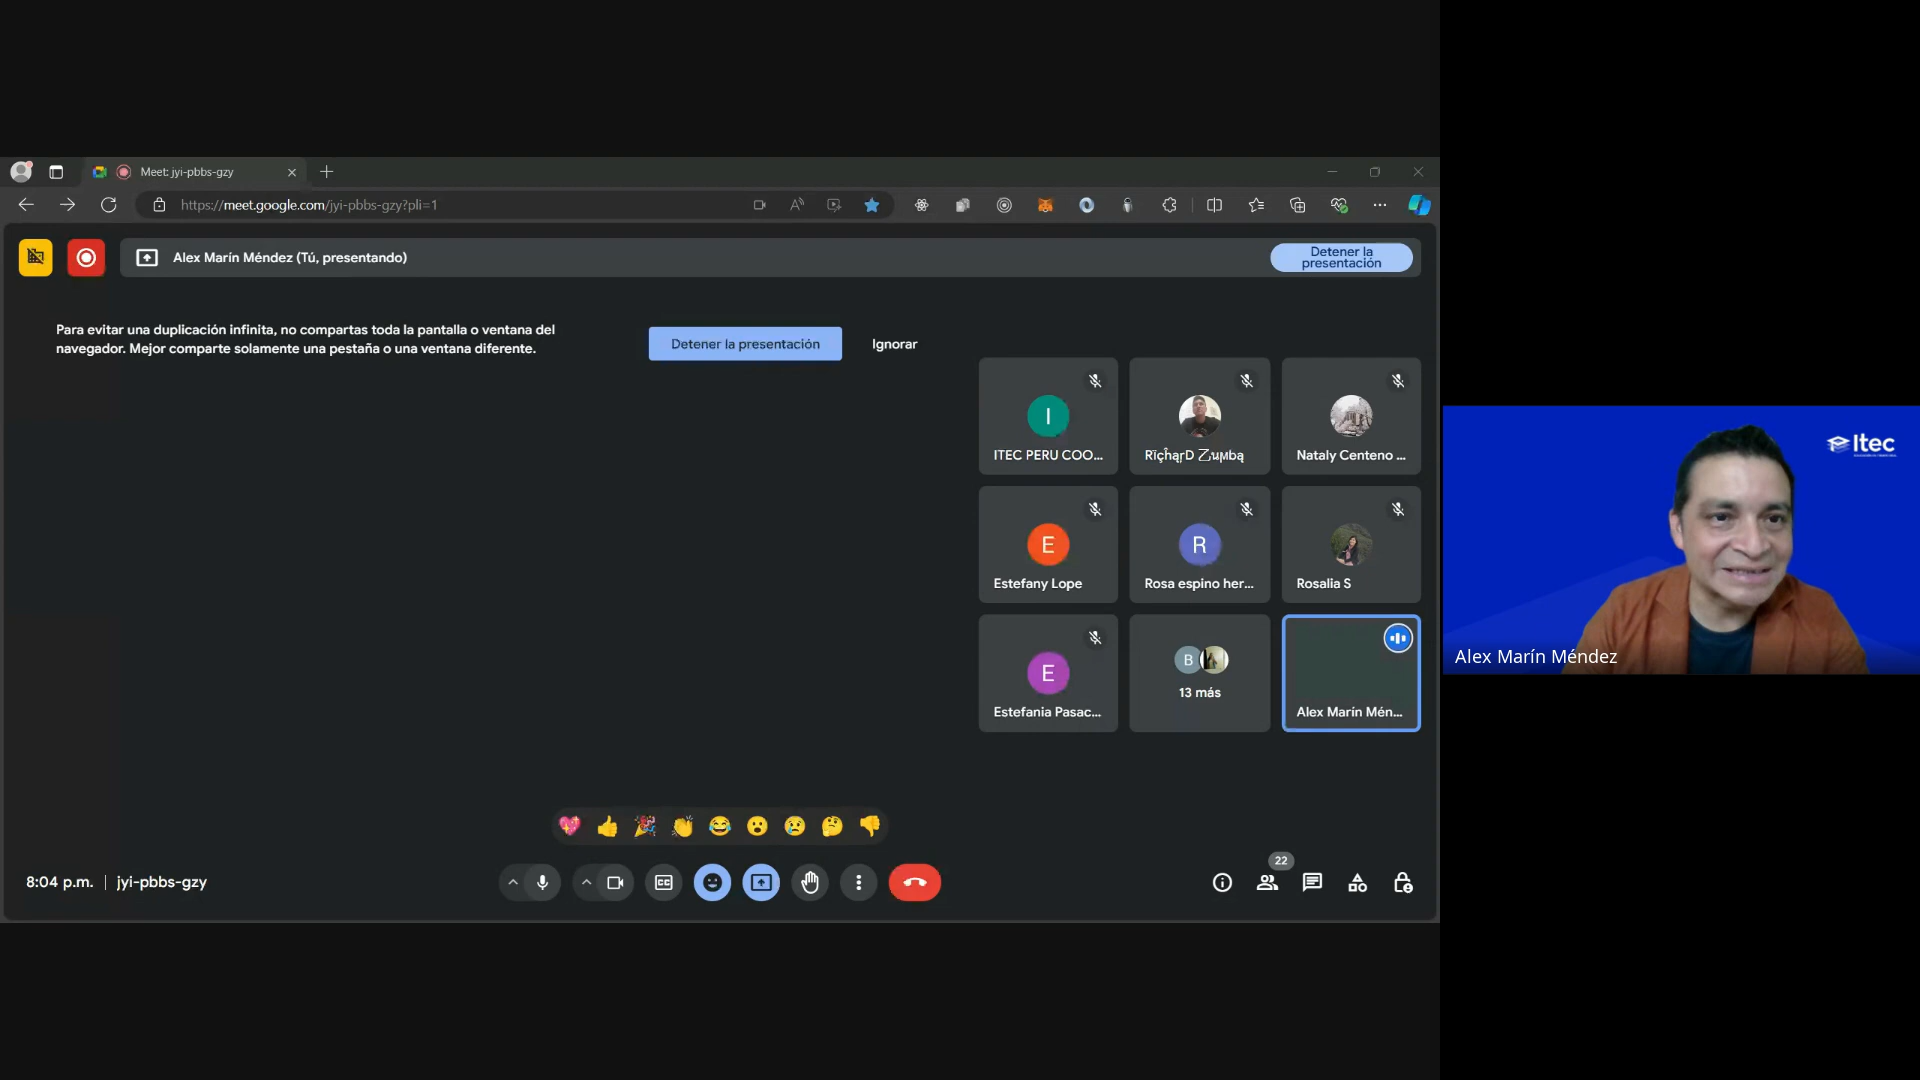 Meet: jyi-pbbs-gzy
https://meet.google.com/jyi-pbbs-gzy?pli=1
Alex Marín Méndez (Tú, presentando)
Detener la
presentación
Para evitar una duplicación infinita, no compartas toda la pantalla o ventana del
navegador. Mejor comparte solamente una pestaña o una ventana diferente.
Detener la presentación
Ignorar
I
ITEC PERU COO...
Nataly Centeno ...
E
Estefany Lope
R
Rosa espino her...
Rosalia S
E
Estefania Pasac...
B
13 más
Alex Marín Mén...
Itec
Alex Marín Méndez
8:04 p.m.
jyi-pbbs-gzy
CC
22